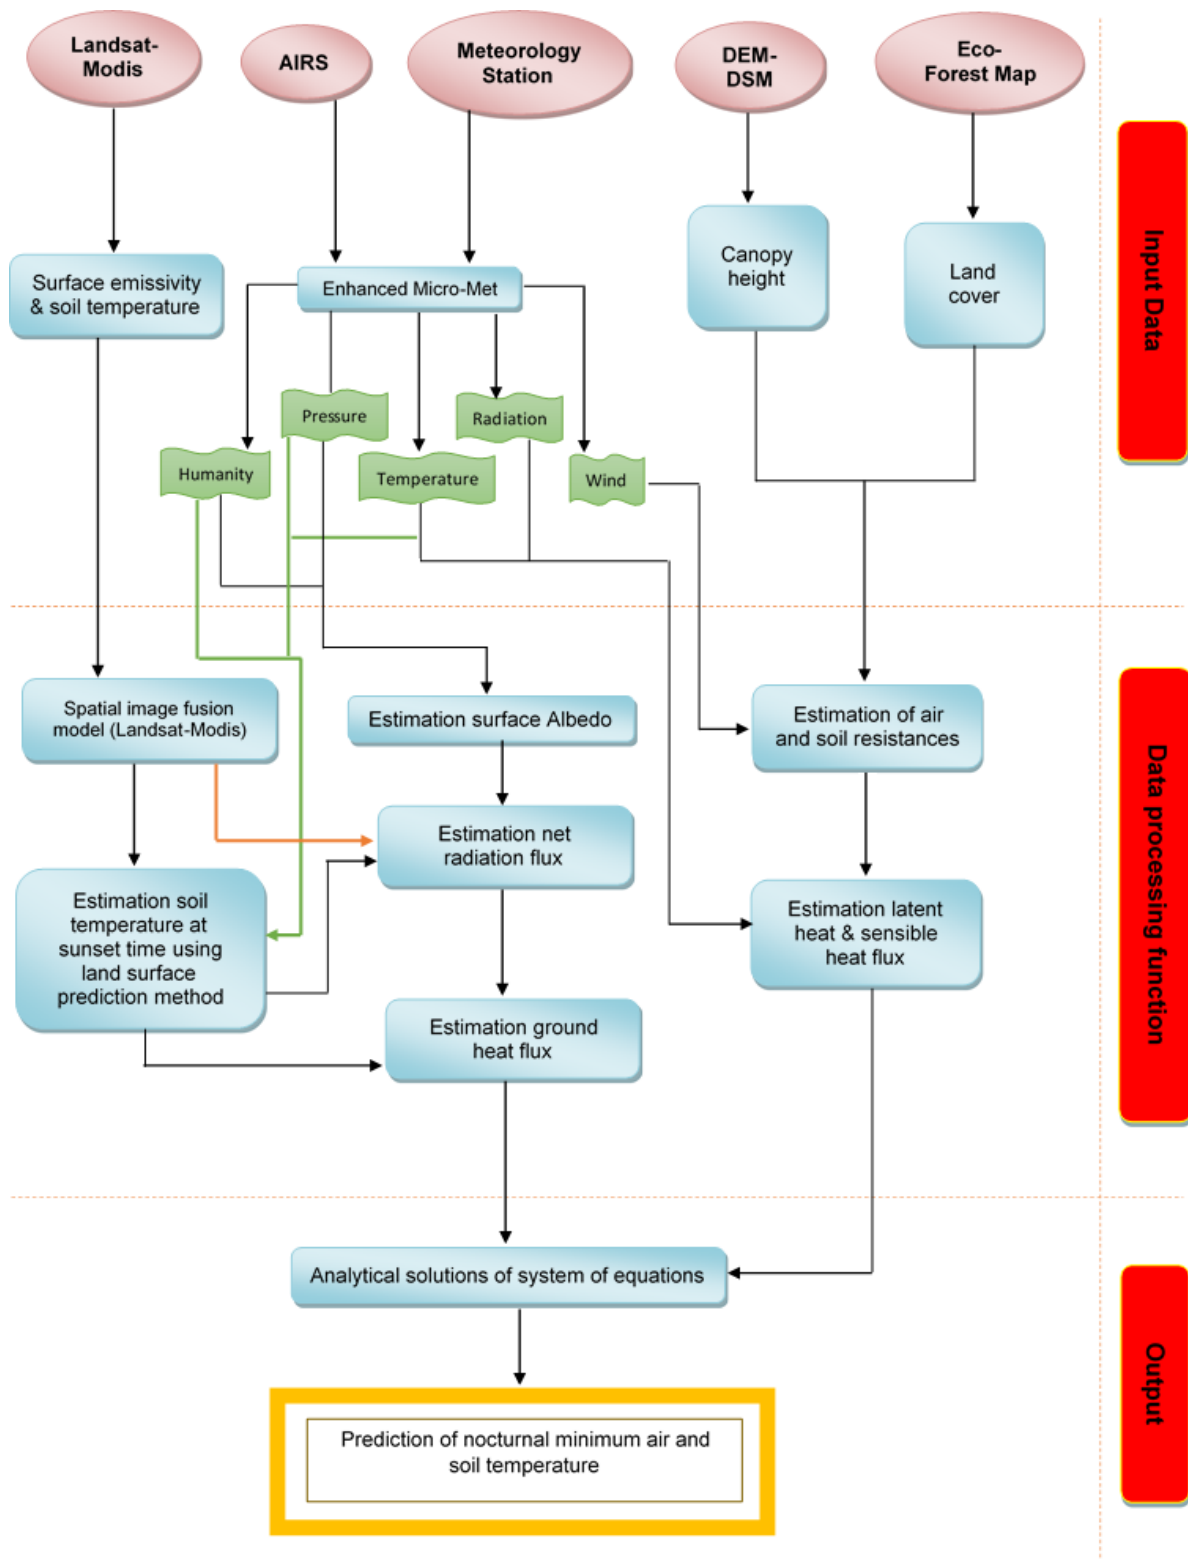 Landsat-
Modis
AIRS
Meteorology
Station
DEM-
DSM
Eco-
Forest Map
Surface emissivity
& soil temperature
Enhanced Micro-Met
Canopy
height
Land
cover
Input Data
Pressure
Radiation
Humanity
Temperature
Wind
Spatial image fusion
model (Landsat-Modis)
Estimation surface Albedo
Estimation of air
and soil resistances
Data processing function
Estimation net
radiation flux
Estimation soil
temperature at
sunset time using
land surface
prediction method
Estimation latent
heat & sensible
heat flux
Estimation ground
heat flux
Analytical solutions of system of equations
Output
Prediction of nocturnal minimum air and
soil temperature